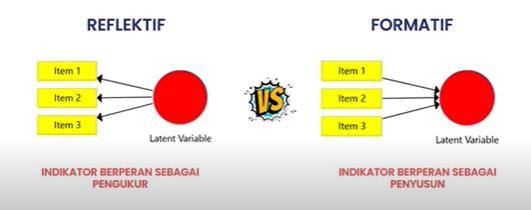 REFLEKTIF
Item 1
Item 2
Item 3
Latent Variable
INDIKATOR BERPERAN SEBAGAI
PENGUKUR
VS
FORMATIF
Item 1
Item 2
Item 3
Latent Variable
INDIKATOR BERPERAN SEBAGAI
PENYUSUN